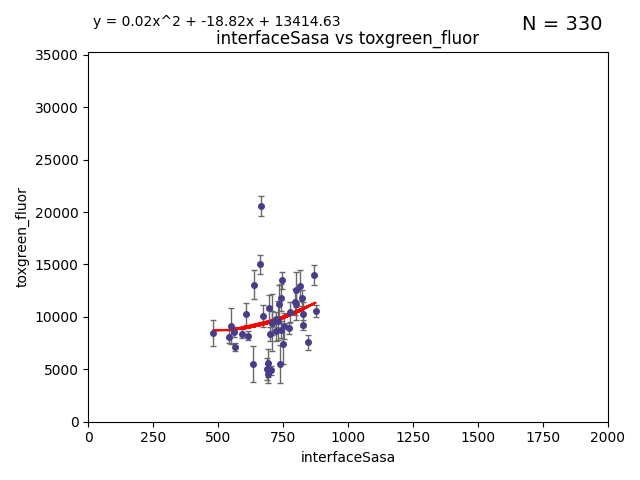 y = 0.02x^2 + -18.82x + 13414.63
N = 330
interfaceSasa vs toxgreen_fluor
35000
30000
25000
20000
15000
10000
5000
0
toxgreen_fluor
0 250 500 750 1000 1250 1500 1750 2000
interfaceSasa